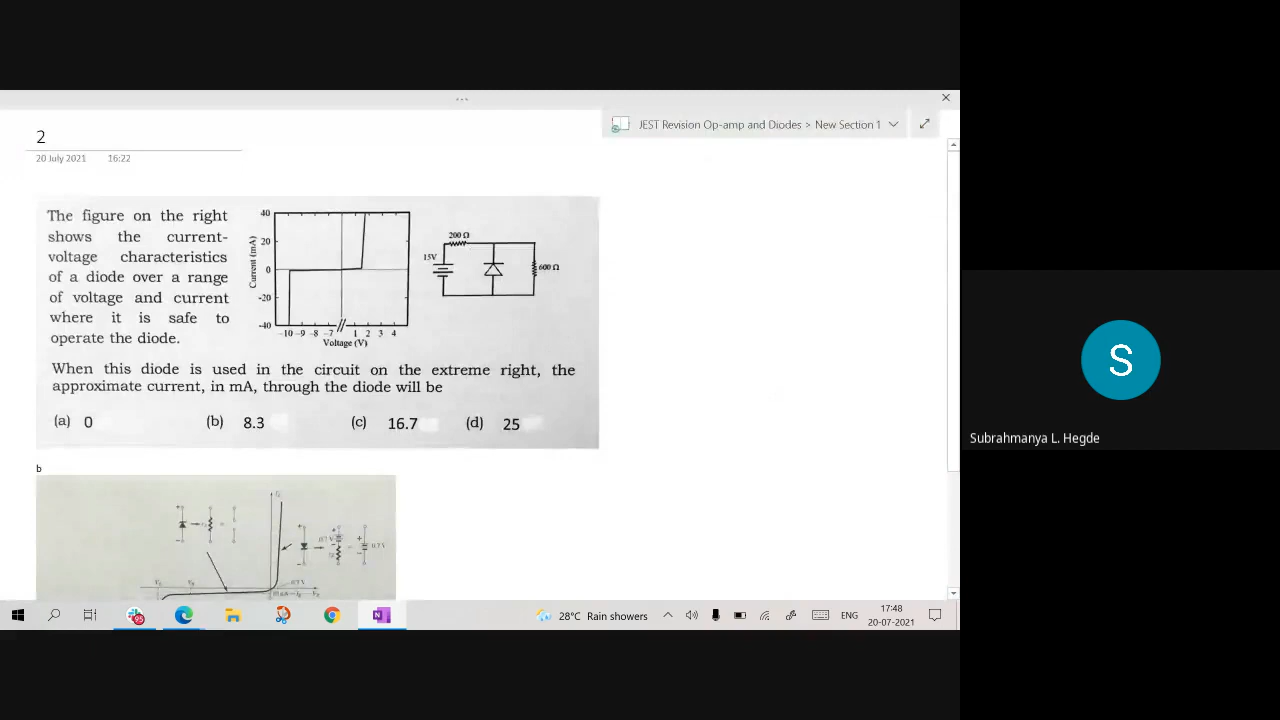 JEST Revision Op-amp and Diodes > New Section 1
2
20 July 2021 16:22
The figure on the right
shows the current-
voltage characteristics
of a diode over a range
of voltage and current
where it is safe to
operate the diode.
40
20
0
-20
-40
Current (mA)
-10 -9 -8 -7 1 2 3 4
Voltage (V)
200 Ω
15V
600 Ω
When this diode is used in the circuit on the extreme right, the
approximate current, in mA, through the diode will be
(a) 0 (b) 8.3 (c) 16.7 (d) 25
b
0.7 V
S
Subrahmanya L. Hegde
95
28°C Rain showers
ENG
17:48
20-07-2021